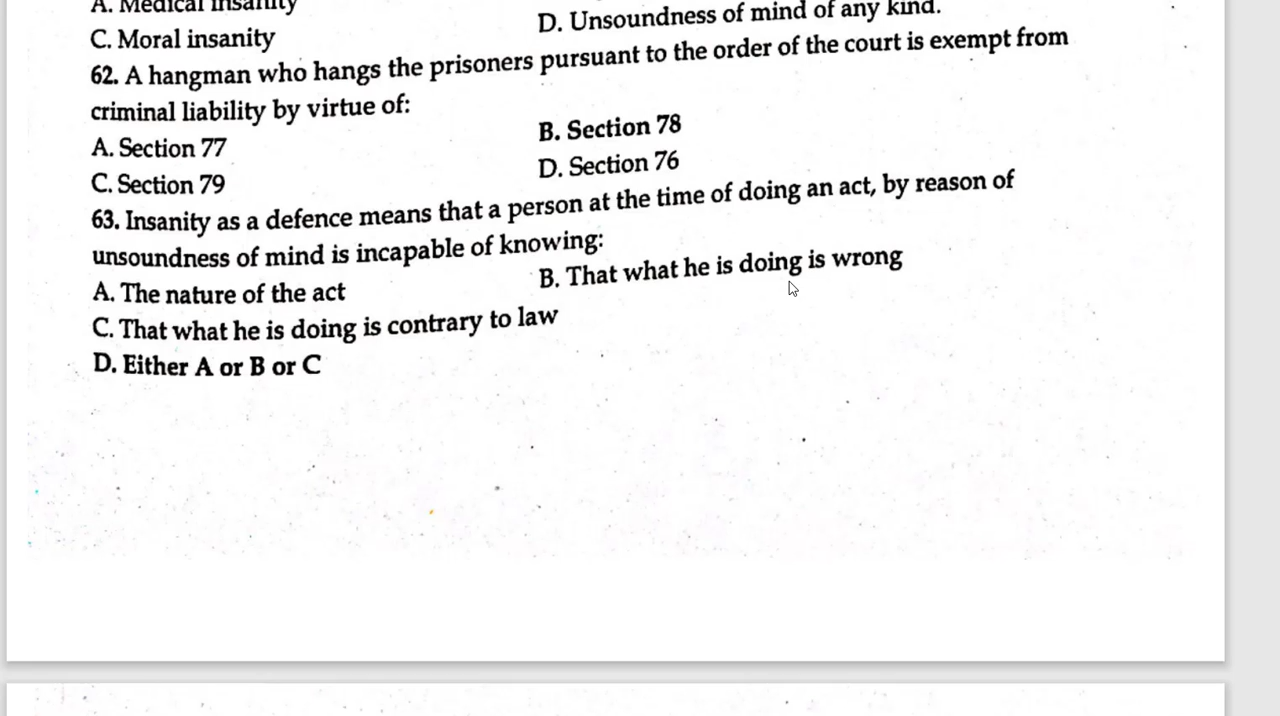 A. Medical insanity
D. Unsoundness of mind of any kind.
C. Moral insanity
62. A hangman who hangs the prisoners pursuant to the order of the court is exempt from
criminal liability by virtue of:
A. Section 77
B. Section 78
C. Section 79
D. Section 76
63. Insanity as a defence means that a person at the time of doing an act, by reason of
unsoundness of mind is incapable of knowing:
A. The nature of the act
B. That what he is doing is wrong
C. That what he is doing is contrary to law
D. Either A or B or C